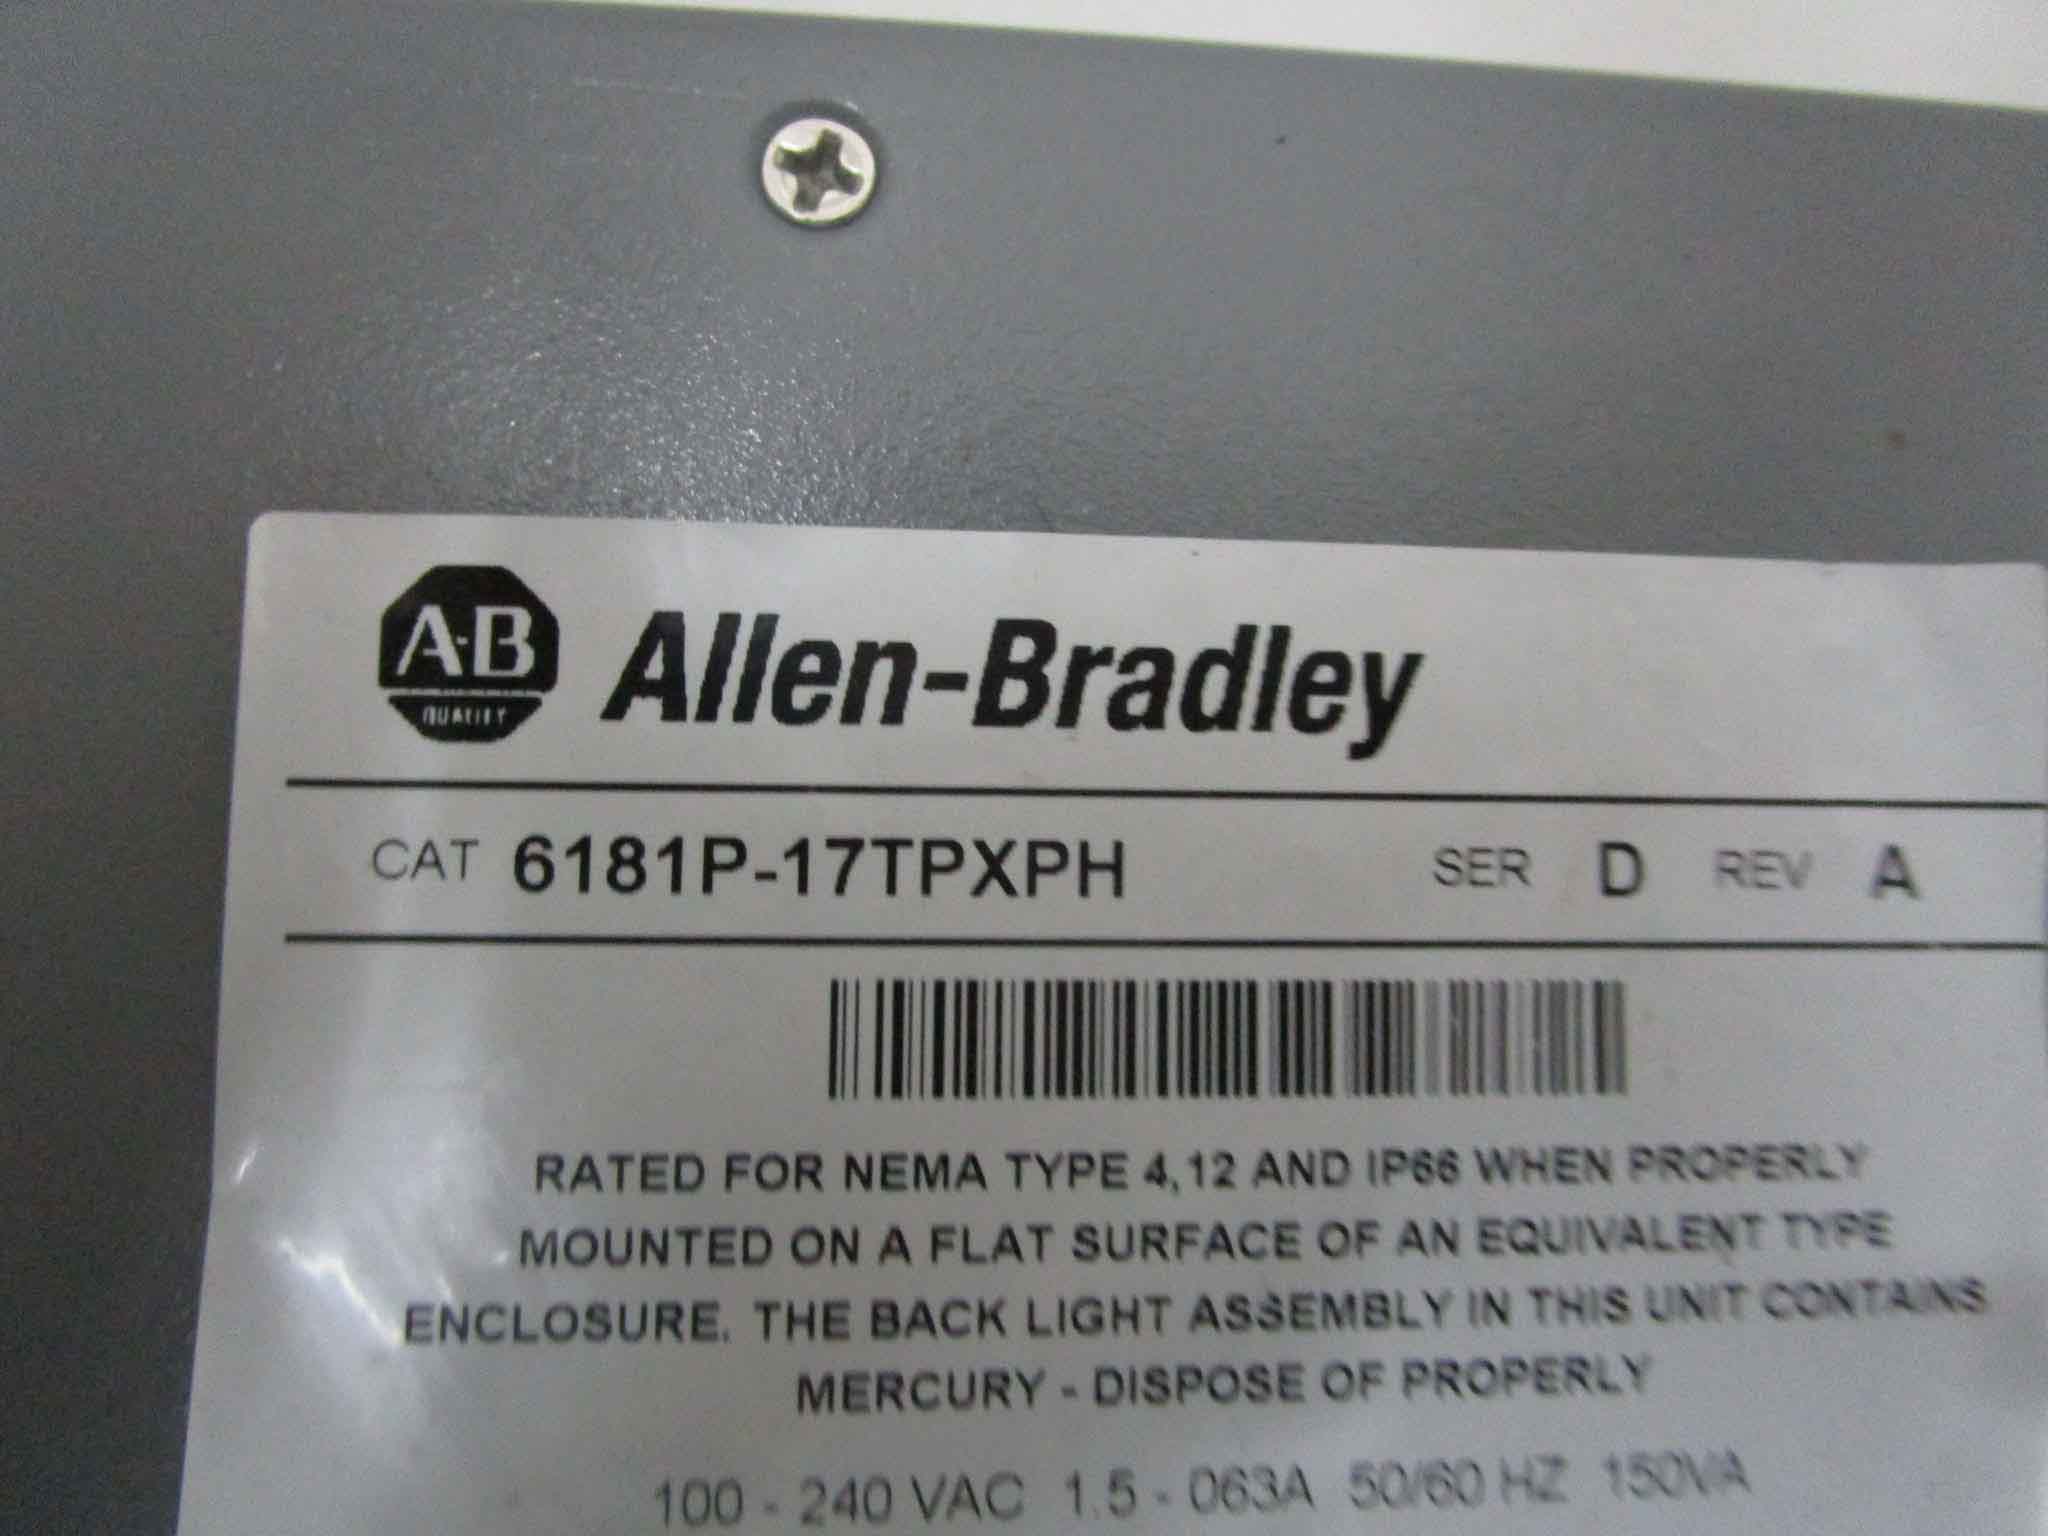 A-B
QUALITY
Allen-Bradley
CAT 6181P-17TPXPH SER D REV A
RATED FOR NEMA TYPE 4,12 AND IP66 WHEN PROPERLY
MOUNTED ON A FLAT SURFACE OF AN EQUIVALENT TYPE
ENCLOSURE. THE BACK LIGHT ASSEMBLY IN THIS UNIT CONTAINS
MERCURY - DISPOSE OF PROPERLY
100 - 240 VAC 1.5 - 063A 50/60 HZ 150VA